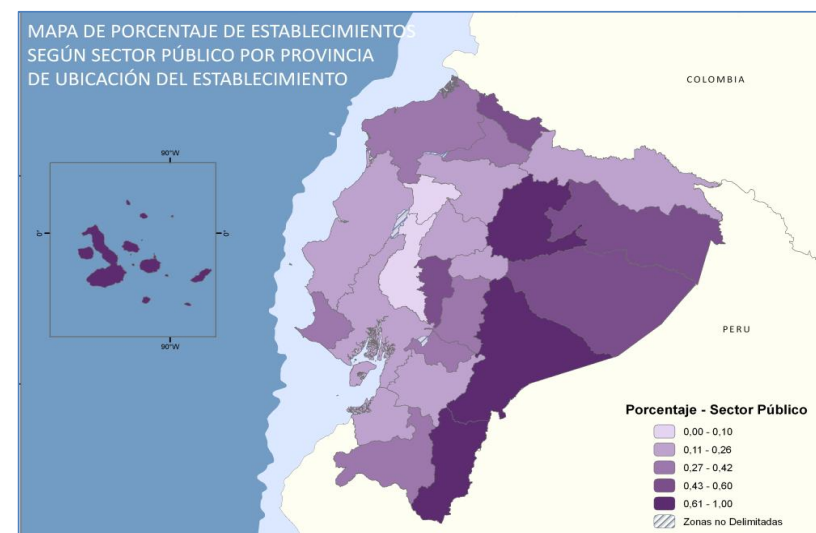 MAPA DE PORCENTAJE DE ESTABLECIMIENTOS
SEGÚN SECTOR PÚBLICO POR PROVINCIA
DE UBICACIÓN DEL ESTABLECIMIENTO
COLOMBIA
90°W
0°
0°
90°W
PERU
Porcentaje - Sector Público
0,00 - 0,10
0,11 - 0,26
0,27 - 0,42
0,43 - 0,60
0,61 - 1,00
Zonas no Delimitadas